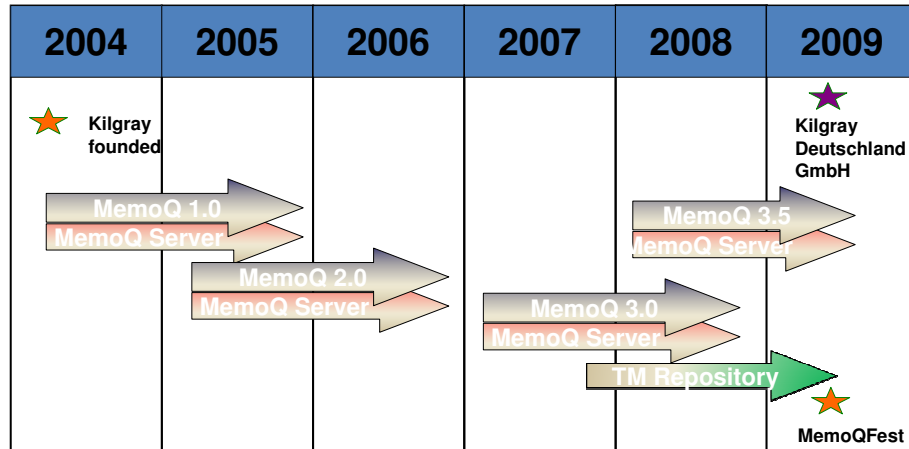 2004 2005 2006 2007 2008 2009
Kilgray
founded
Kilgray
Deutschland
GmbH
MemoQ 1.0
MemoQ Server
MemoQ 3.5
MemoQ Server
MemoQ 2.0
MemoQ Server
MemoQ 3.0
MemoQ Server
TM Repository
MemoQFest